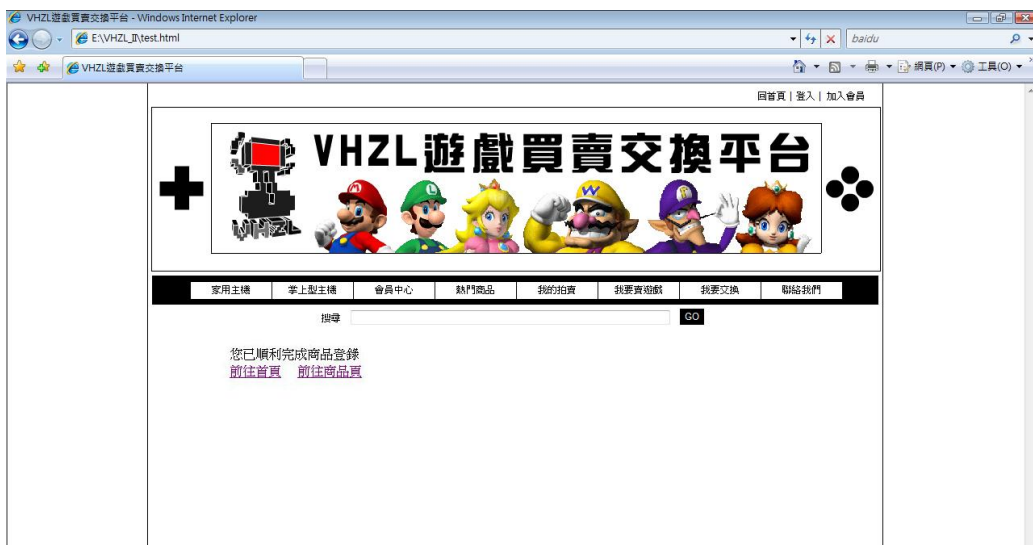 VHZL遊戲買賣交換平台 - Windows Internet Explorer
E:\VHZL_II\test.html
baidu
VHZL遊戲買賣交換平台
網頁(P)
工具(O)
回首頁 | 登入 | 加入會員
VHZL遊戲買賣交換平台
VHZL
家用主機 掌上型主機 會員中心 熱門商品 我的拍賣 我要賣遊戲 我要交換 聯絡我們
搜尋 GO
您已順利完成商品登錄
前往首頁 前往商品頁